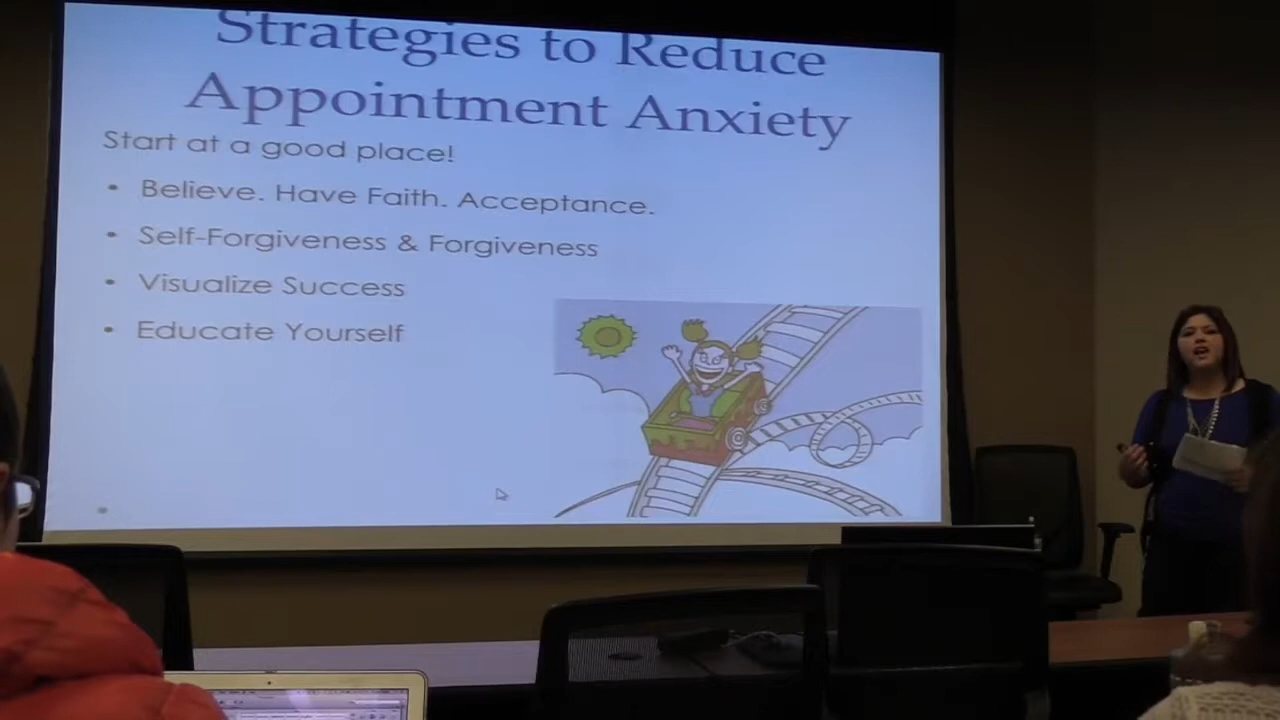 Strategies to Reduce
Appointment Anxiety
Start at a good place!
• Believe. Have Faith. Acceptance.
• Self-Forgiveness & Forgiveness
• Visualize Success
• Educate Yourself